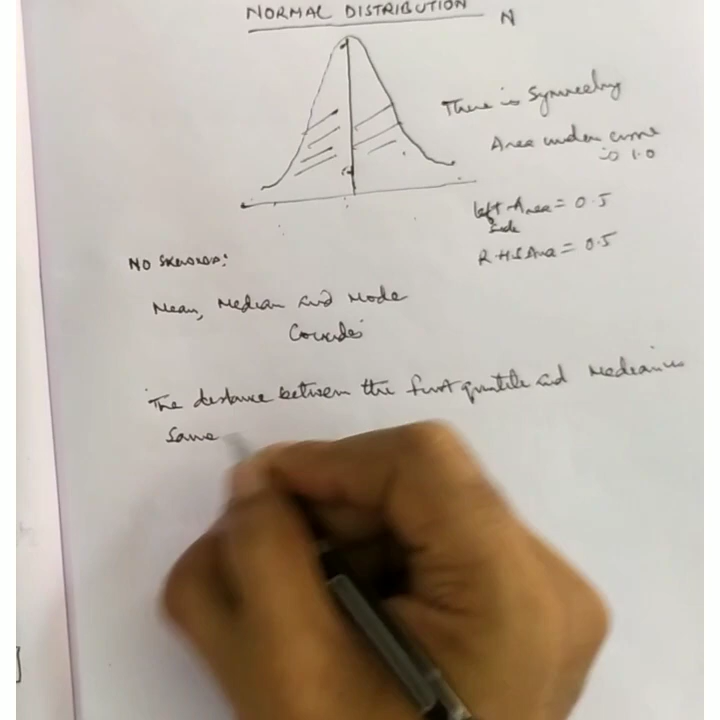 NORMAL DISTRIBUTION N
There is Symmetry
Area under curve
is 1.0
left Area = 0.5
Side
R.H.S Area = 0.5
NO SKEWNESS:
Mean, Median and Mode
Coincides
The distance between the first quartile and Median is
Same